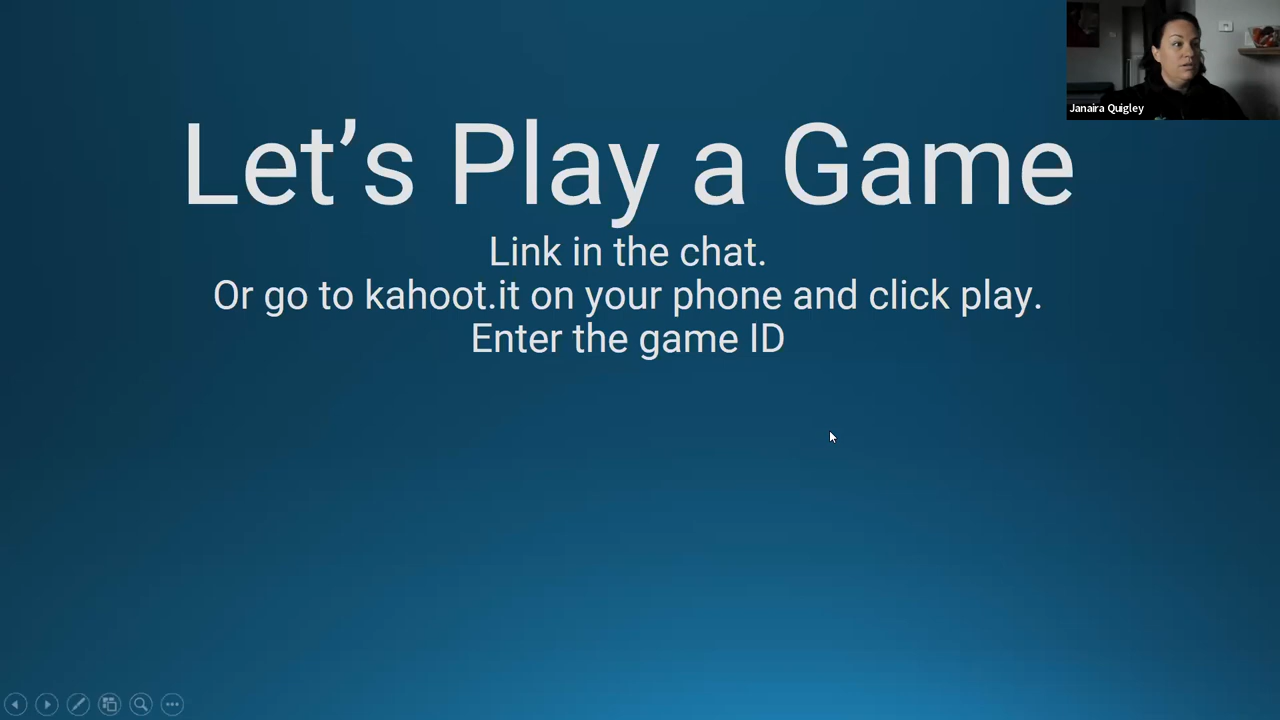 Janaira Quigley
Let’s Play a Game
Link in the chat.
Or go to kahoot.it on your phone and click play.
Enter the game ID